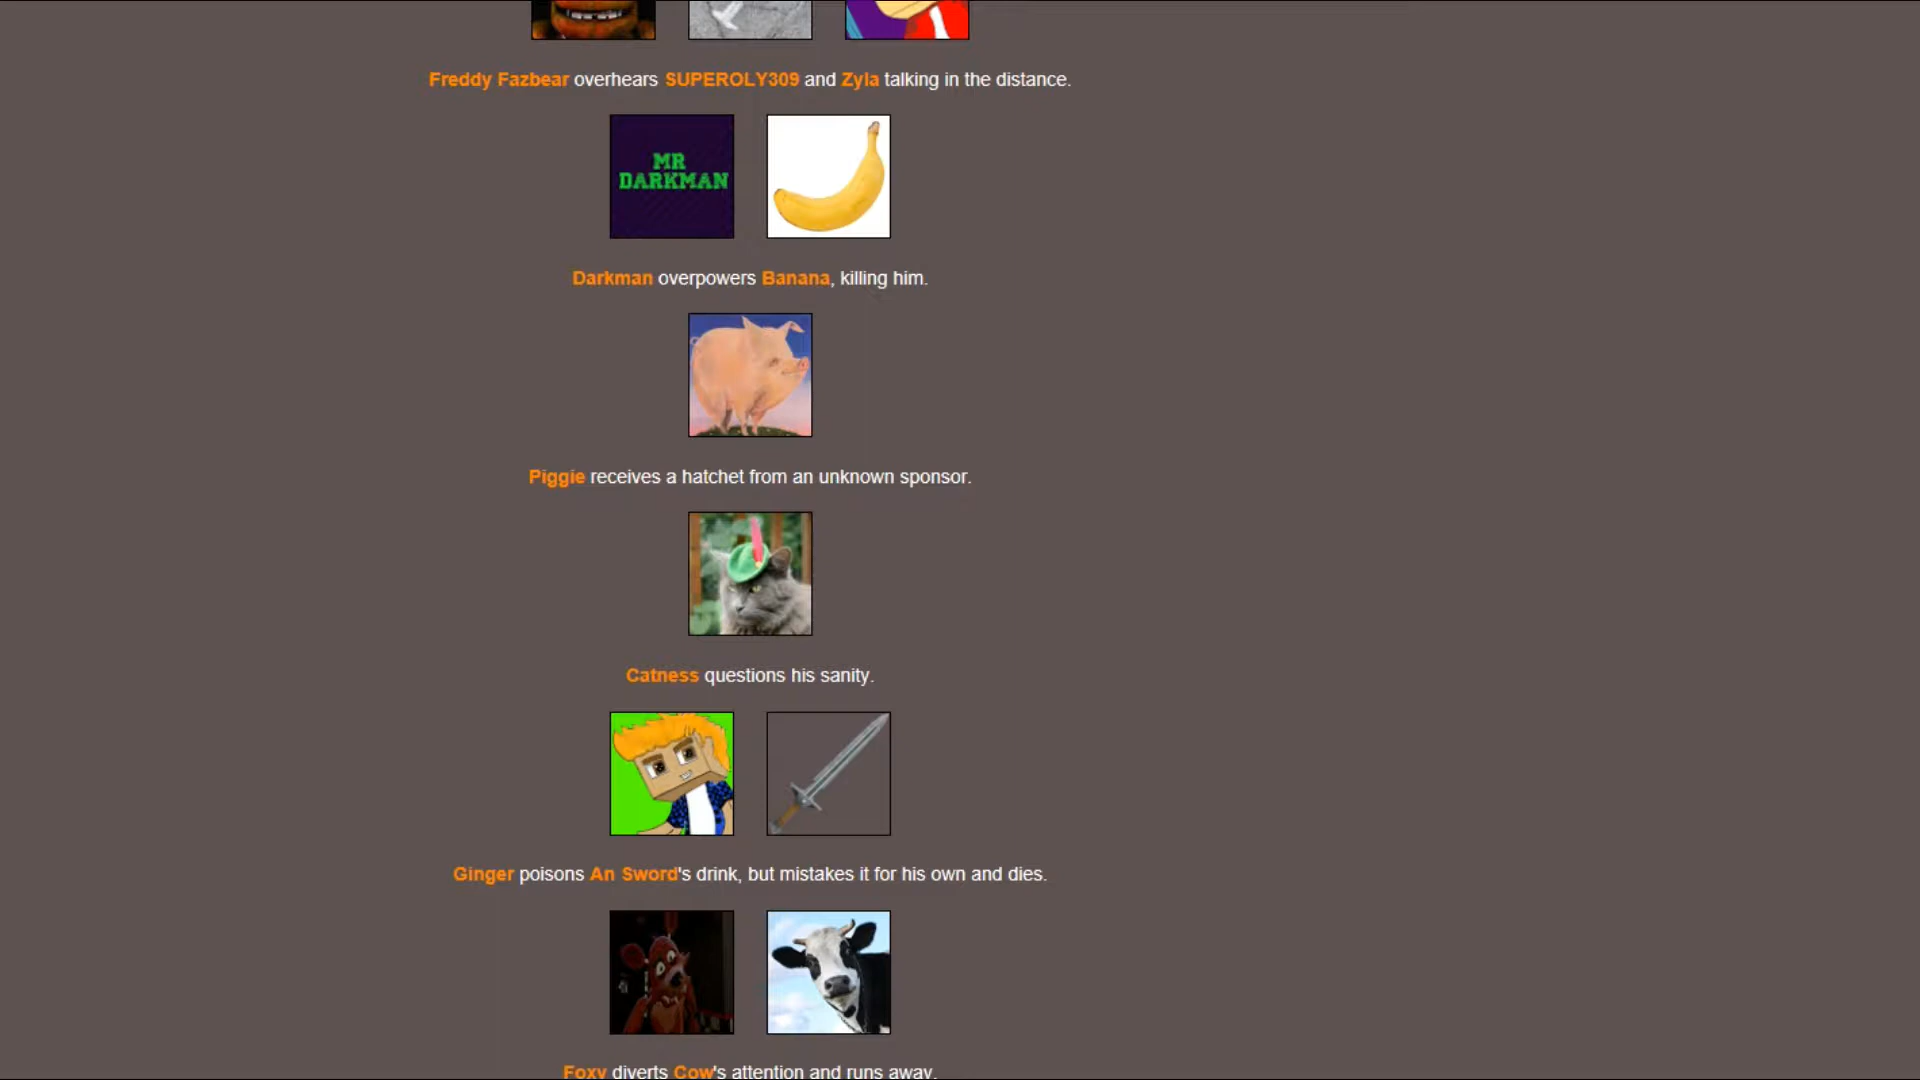 Freddy Fazbear overhears SUPEROLY309 and Zyla talking in the distance.
MR
DARKMAN
Darkman overpowers Banana, killing him.
Piggie receives a hatchet from an unknown sponsor.
Catness questions his sanity.
Ginger poisons An Sword's drink, but mistakes it for his own and dies.
Foxy diverts Cow's attention and runs away.